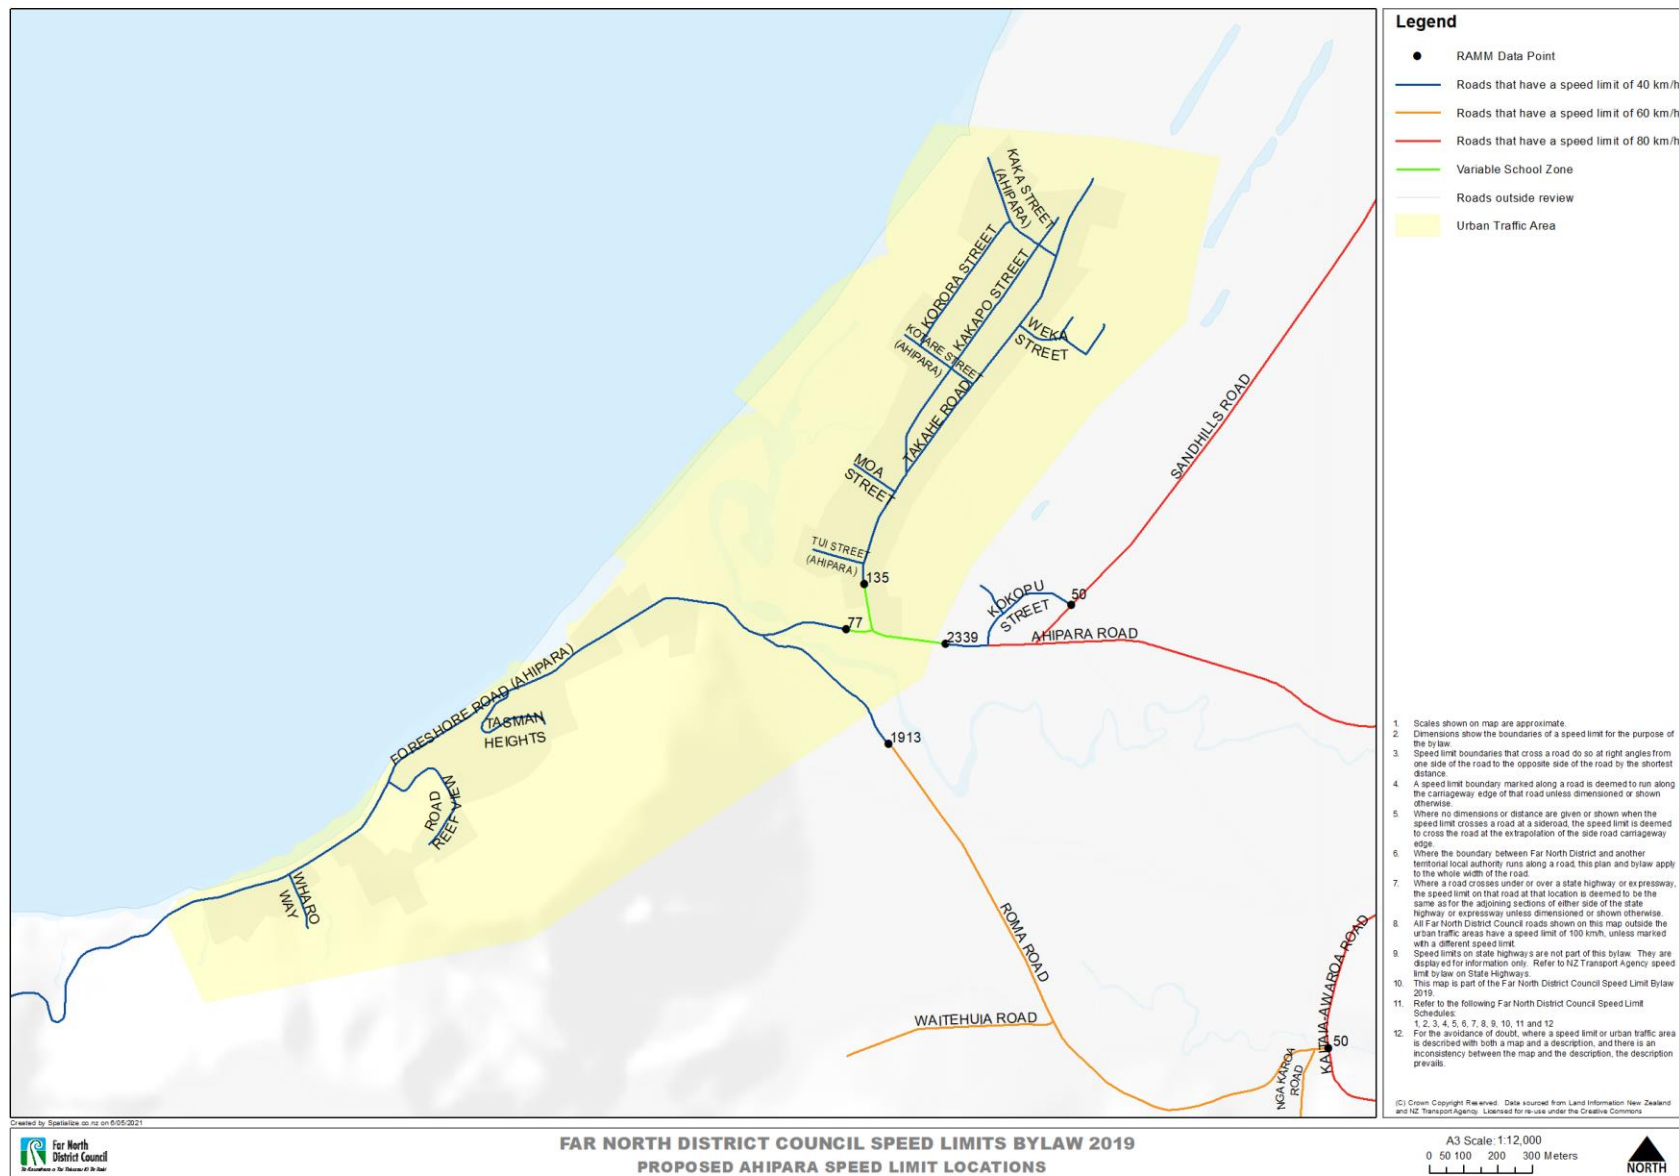 Legend
RAMM Data Point
Roads that have a speed limit of 40 km/h
Roads that have a speed limit of 60 km/h
Roads that have a speed limit of 80 km/h
Variable School Zone
Roads outside review
Urban Traffic Area
KAKA STREET
(AHIPARA)
KORORA STREET
KAKAPO STREET
KOTARE STREET
(AHIPARA)
WEKA
STREET
TAKAHE ROAD
MOA
STREET
TUI STREET
(AHIPARA)
135
SANDHILLS ROAD
KOKOPU
STREET
50
77
2339
AHIPARA ROAD
FORESHORE ROAD (AHIPARA)
TASMAN
HEIGHTS
1913
REEF VIEW
ROAD
WHARO
WAY
ROMA ROAD
WAITEHUIA ROAD
KAITAIA-AWAROA ROAD
50
NGA KAROA
ROAD
1. Scales shown on map are approximate.
2. Dimensions show the boundaries of a speed limit for the purpose of
the bylaw.
3. Speed limit boundaries that cross a road do so at right angles from
one side of the road to the opposite side of the road by the shortest
distance.
4. A speed limit boundary marked along a road is deemed to run along
the carriageway edge of that road unless dimensioned or shown
otherwise.
5. Where no dimensions or distance are given or shown when the
speed limit crosses a road at a sideroad, the speed limit is deemed
to cross the road at the extrapolation of the side road carriageway
edge.
6. Where the boundary between Far North District and another
territorial local authority runs along a road, this plan and bylaw apply
to the whole width of the road.
7. Where a road crosses under or over a state highway or expressway,
the speed limit on that road at that location is deemed to be the
same as for the adjoining sections of either side of the state
highway or expressway unless dimensioned or shown otherwise.
8. All Far North District Council roads shown on this map outside the
urban traffic areas have a speed limit of 100 km/h, unless marked
with a different speed limit.
9. Speed limits on state highways are not part of this bylaw. They are
displayed for information only. Refer to NZ Transport Agency speed
limit bylaw on State Highways.
10. This map is part of the Far North District Council Speed Limit Bylaw
2019.
11. Refer to the following Far North District Council Speed Limit
Schedules:
1, 2, 3, 4, 5, 6, 7, 8, 9, 10, 11 and 12
12. For the avoidance of doubt, where a speed limit or urban traffic area
is described with both a map and a description, and there is an
inconsistency between the map and the description, the description
prevails.
(C) Crown Copyright Reserved. Data sourced from Land Information New Zealand
and NZ Transport Agency. Licensed for re-use under the Creative Commons
Created by Spatialize.co.nz on 6/05/2021
Far North
District Council
FAR NORTH DISTRICT COUNCIL SPEED LIMITS BYLAW 2019
PROPOSED AHIPARA SPEED LIMIT LOCATIONS
A3 Scale: 1:12,000
0 50 100 200 300 Meters
NORTH